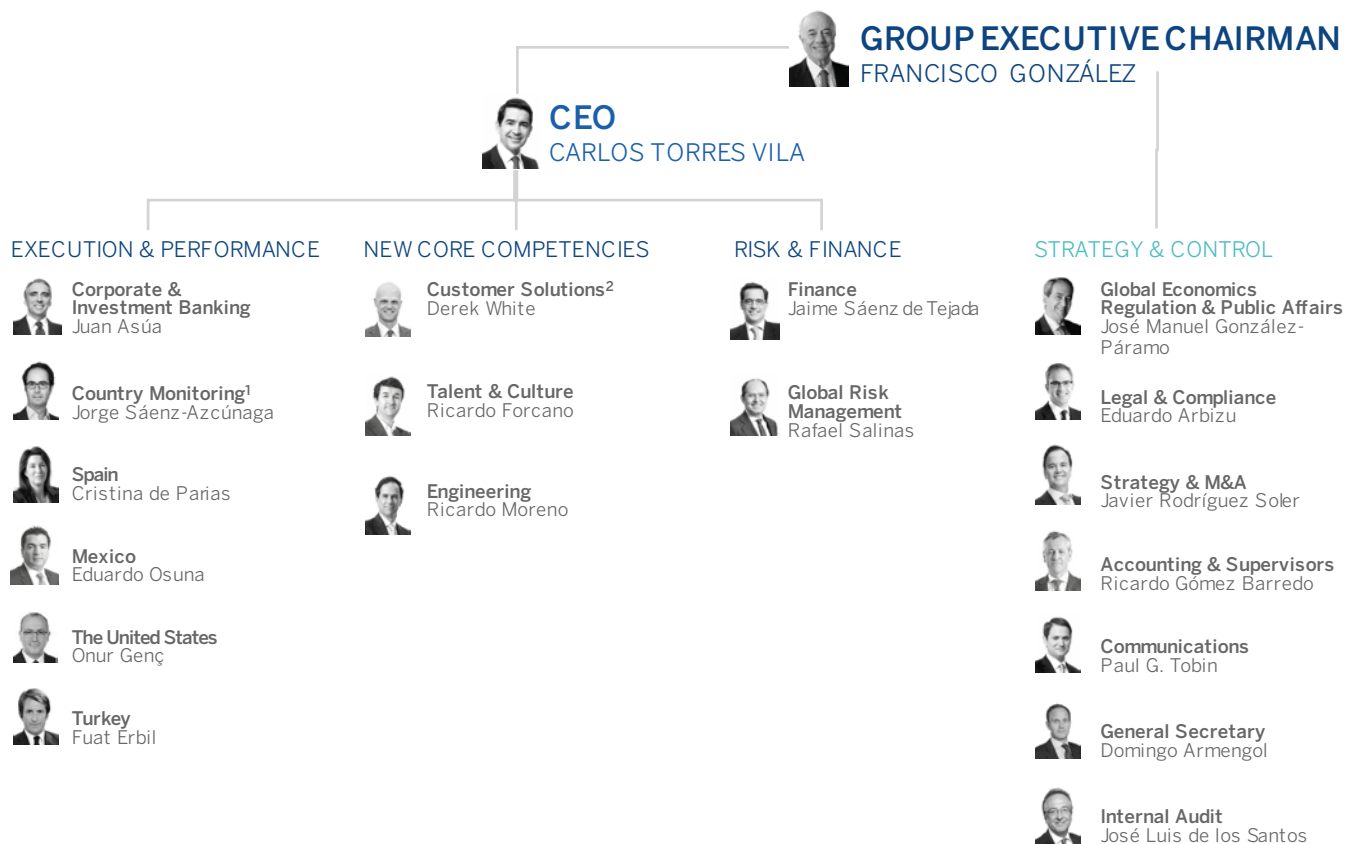 GROUP EXECUTIVE CHAIRMAN
FRANCISCO GONZÁLEZ
CEO
CARLOS TORRES VILA
EXECUTION & PERFORMANCE
Corporate &
Investment Banking
Juan Asúa
Country Monitoring¹
Jorge Sáenz-Azcúnaga
Spain
Cristina de Parias
Mexico
Eduardo Osuna
The United States
Onur Genç
Turkey
Fuat Erbil
NEW CORE COMPETENCIES
Customer Solutions²
Derek White
Talent & Culture
Ricardo Forcano
Engineering
Ricardo Moreno
RISK & FINANCE
Finance
Jaime Sáenz de Tejada
Global Risk
Management
Rafael Salinas
STRATEGY & CONTROL
Global Economics
Regulation & Public Affairs
José Manuel González-
Páramo
Legal & Compliance
Eduardo Arbizu
Strategy & M&A
Javier Rodríguez Soler
Accounting & Supervisors
Ricardo Gómez Barredo
Communications
Paul G. Tobin
General Secretary
Domingo Armengol
Internal Audit
José Luis de los Santos